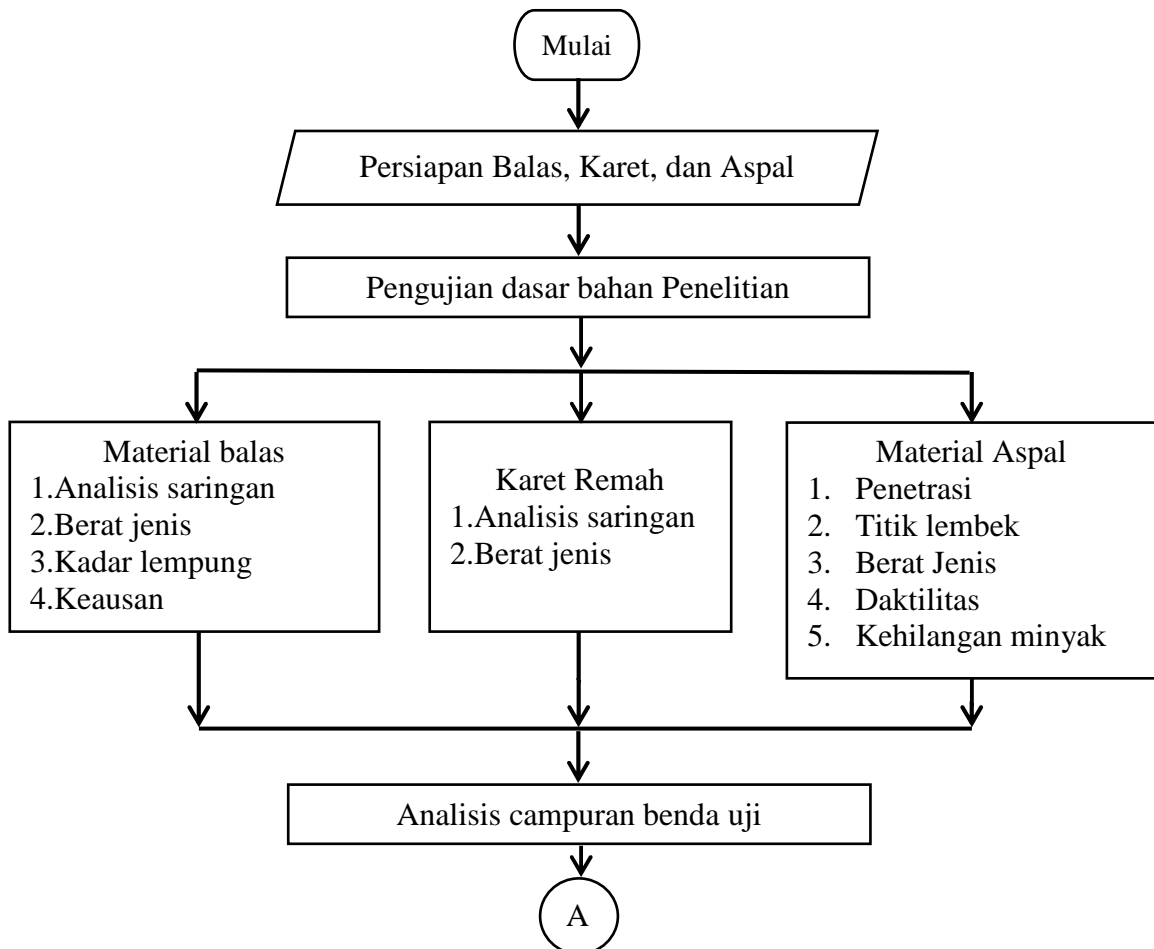 Mulai
Persiapan Balas, Karet, dan Aspal
Pengujian dasar bahan Penelitian
Material balas
1.Analisis saringan
2.Berat jenis
3.Kadar lempung
4.Keausan
Karet Remah
1.Analisis saringan
2.Berat jenis
Material Aspal
1. Penetrasi
2. Titik lembek
3. Berat Jenis
4. Daktilitas
5. Kehilangan minyak
Analisis campuran benda uji
A